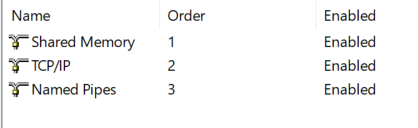 Name Order Enabled
Shared Memory 1 Enabled
TCP/IP 2 Enabled
Named Pipes 3 Enabled